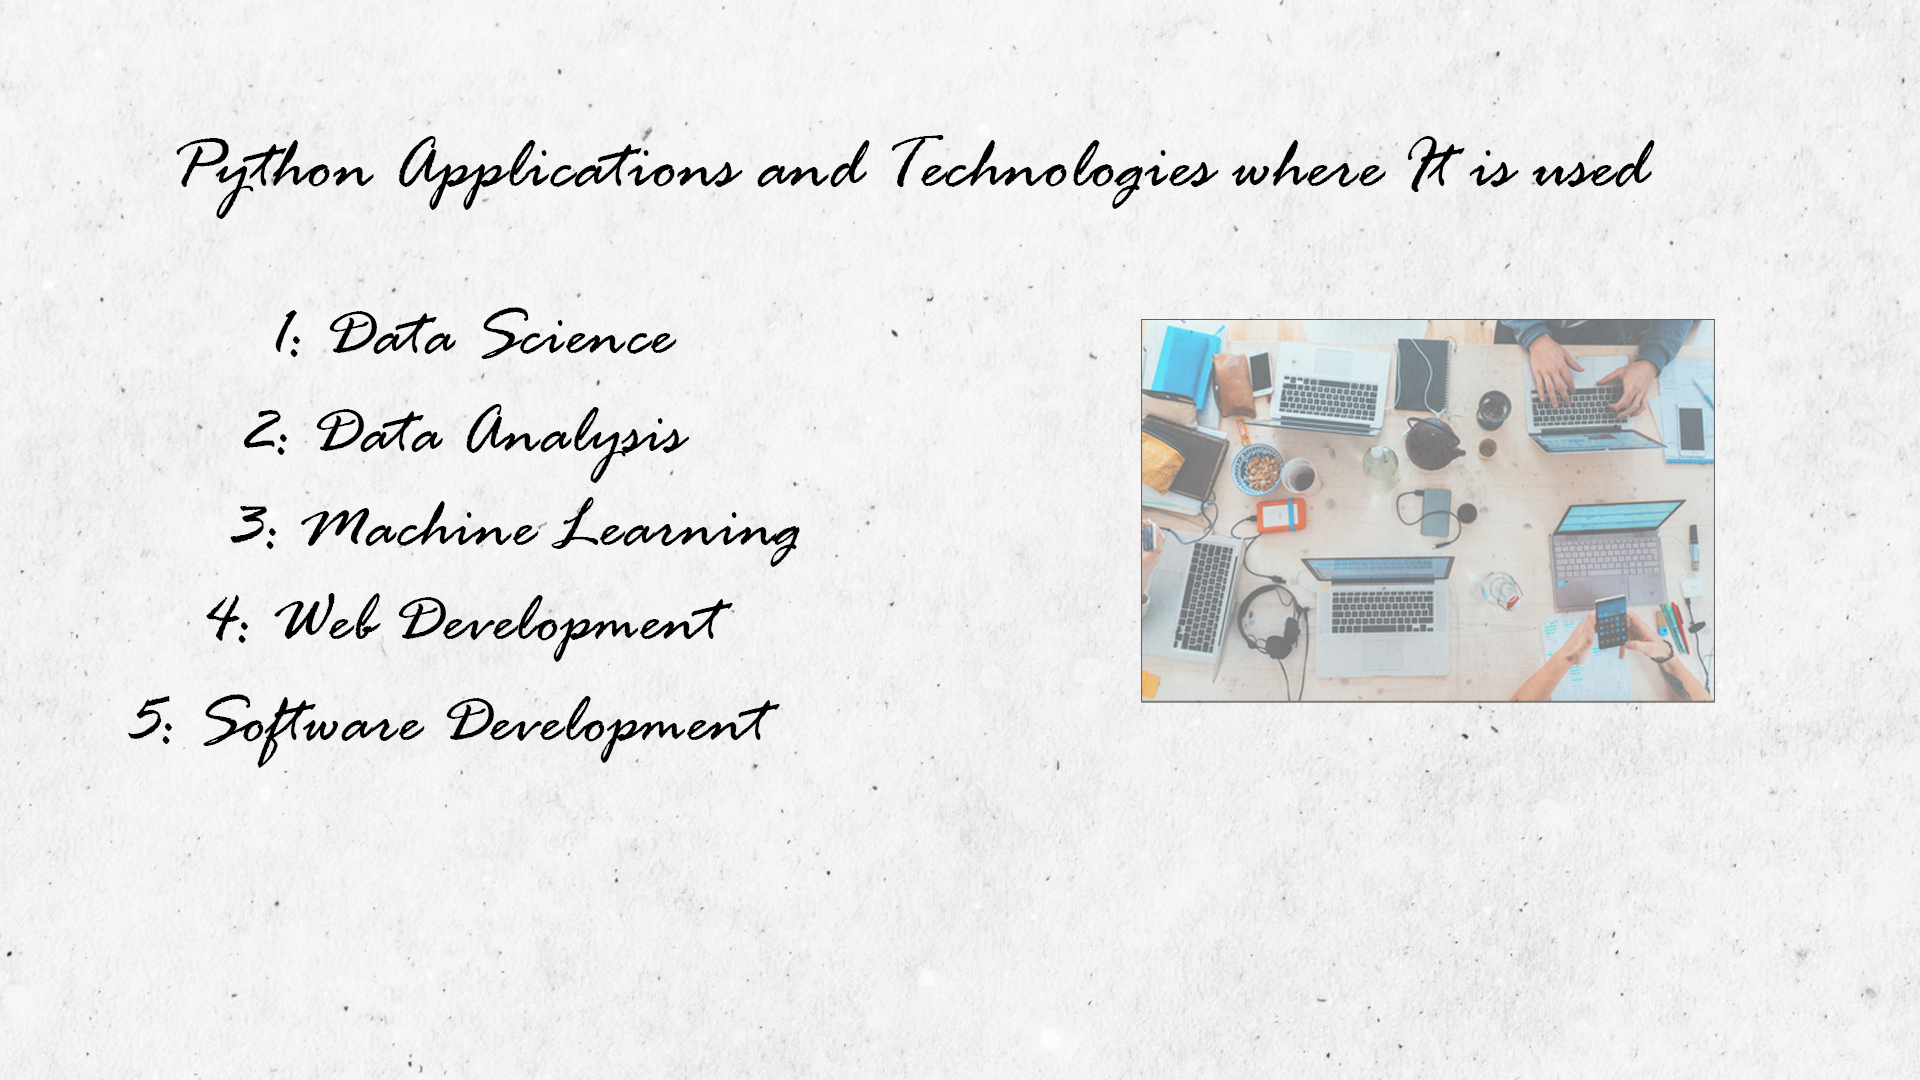 Python Applications and Technologies where It is used
1: Data Science
2: Data Analysis
3: Machine Learning
4: Web Development
5: Software Development